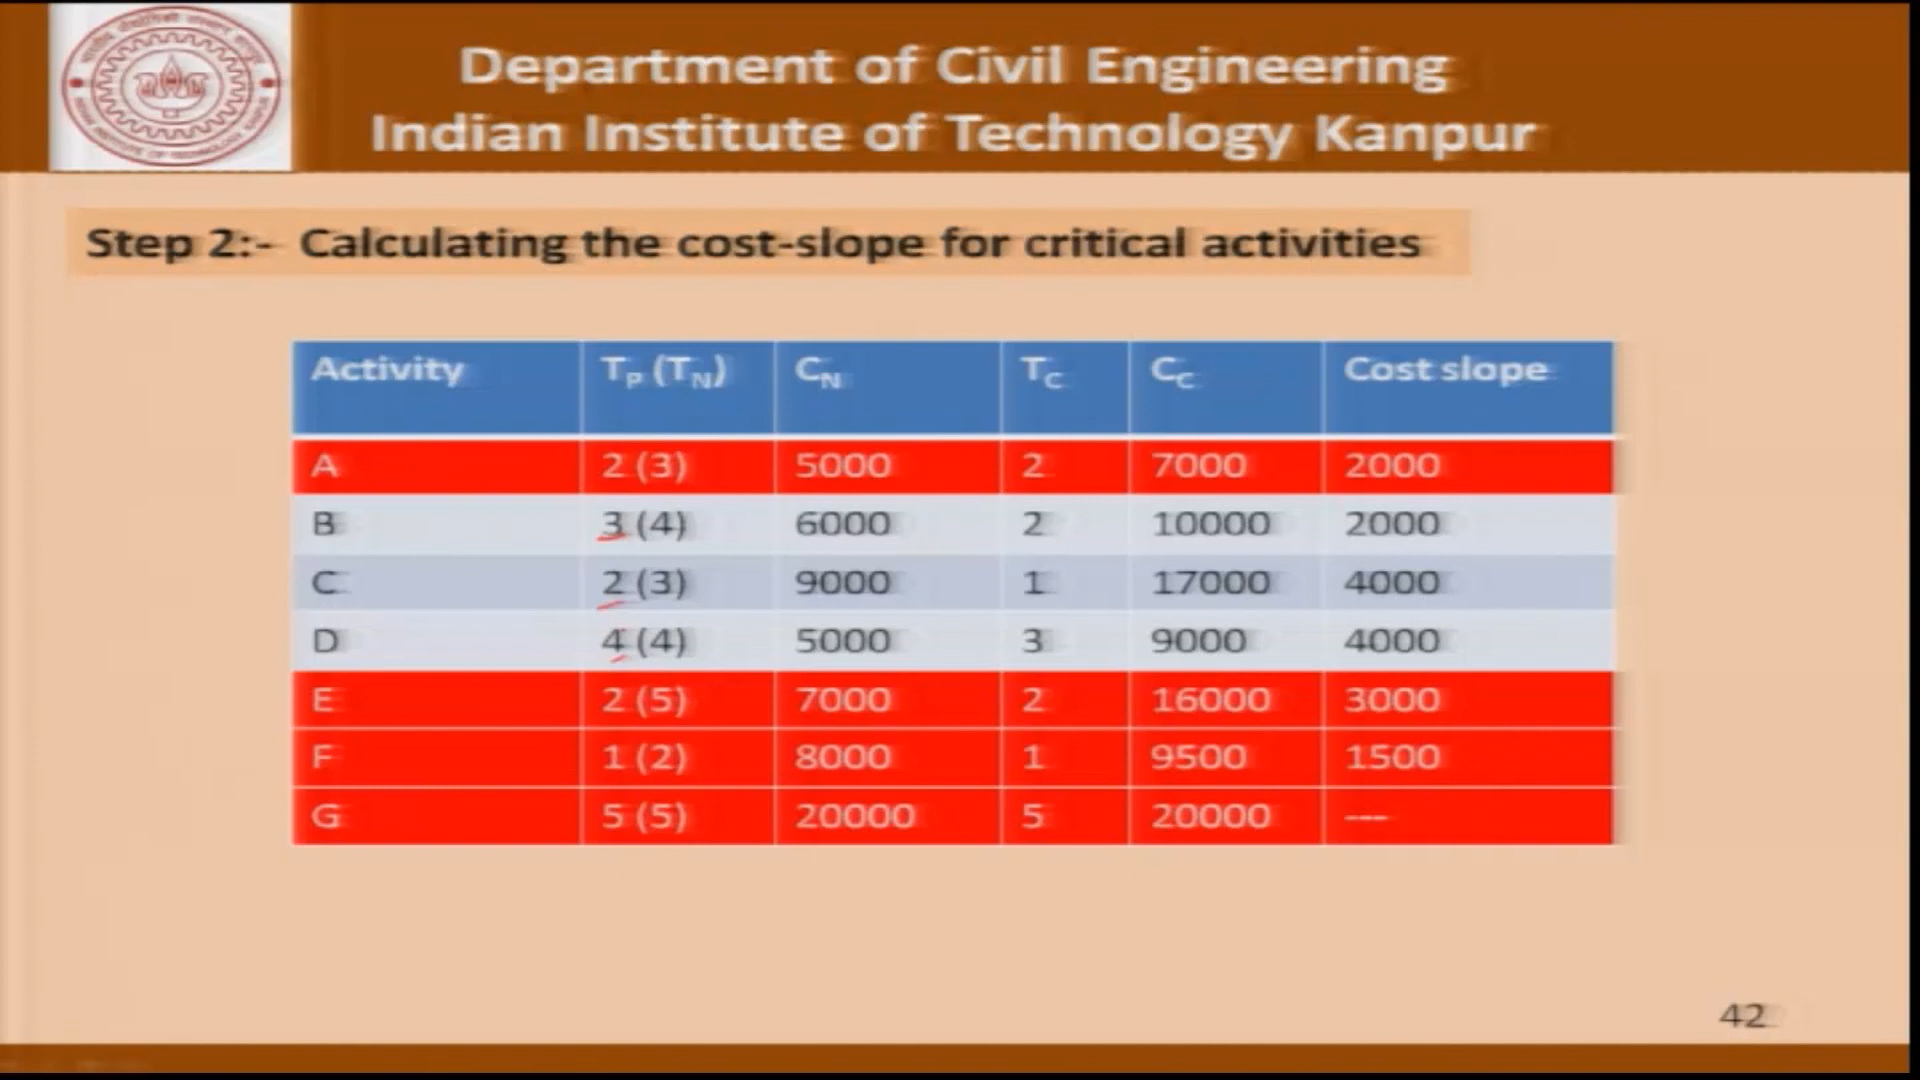 Department of Civil Engineering
Indian Institute of Technology Kanpur
Step 2:- Calculating the cost-slope for critical activities
Activity TP (TN) CN TC CC Cost slope
A 2 (3) 5000 2 7000 2000
B 3 (4) 6000 2 10000 2000
C 2 (3) 9000 1 17000 4000
D 4 (4) 5000 3 9000 4000
E 2 (5) 7000 2 16000 3000
F 1 (2) 8000 1 9500 1500
G 5 (5) 20000 5 20000 ---
42